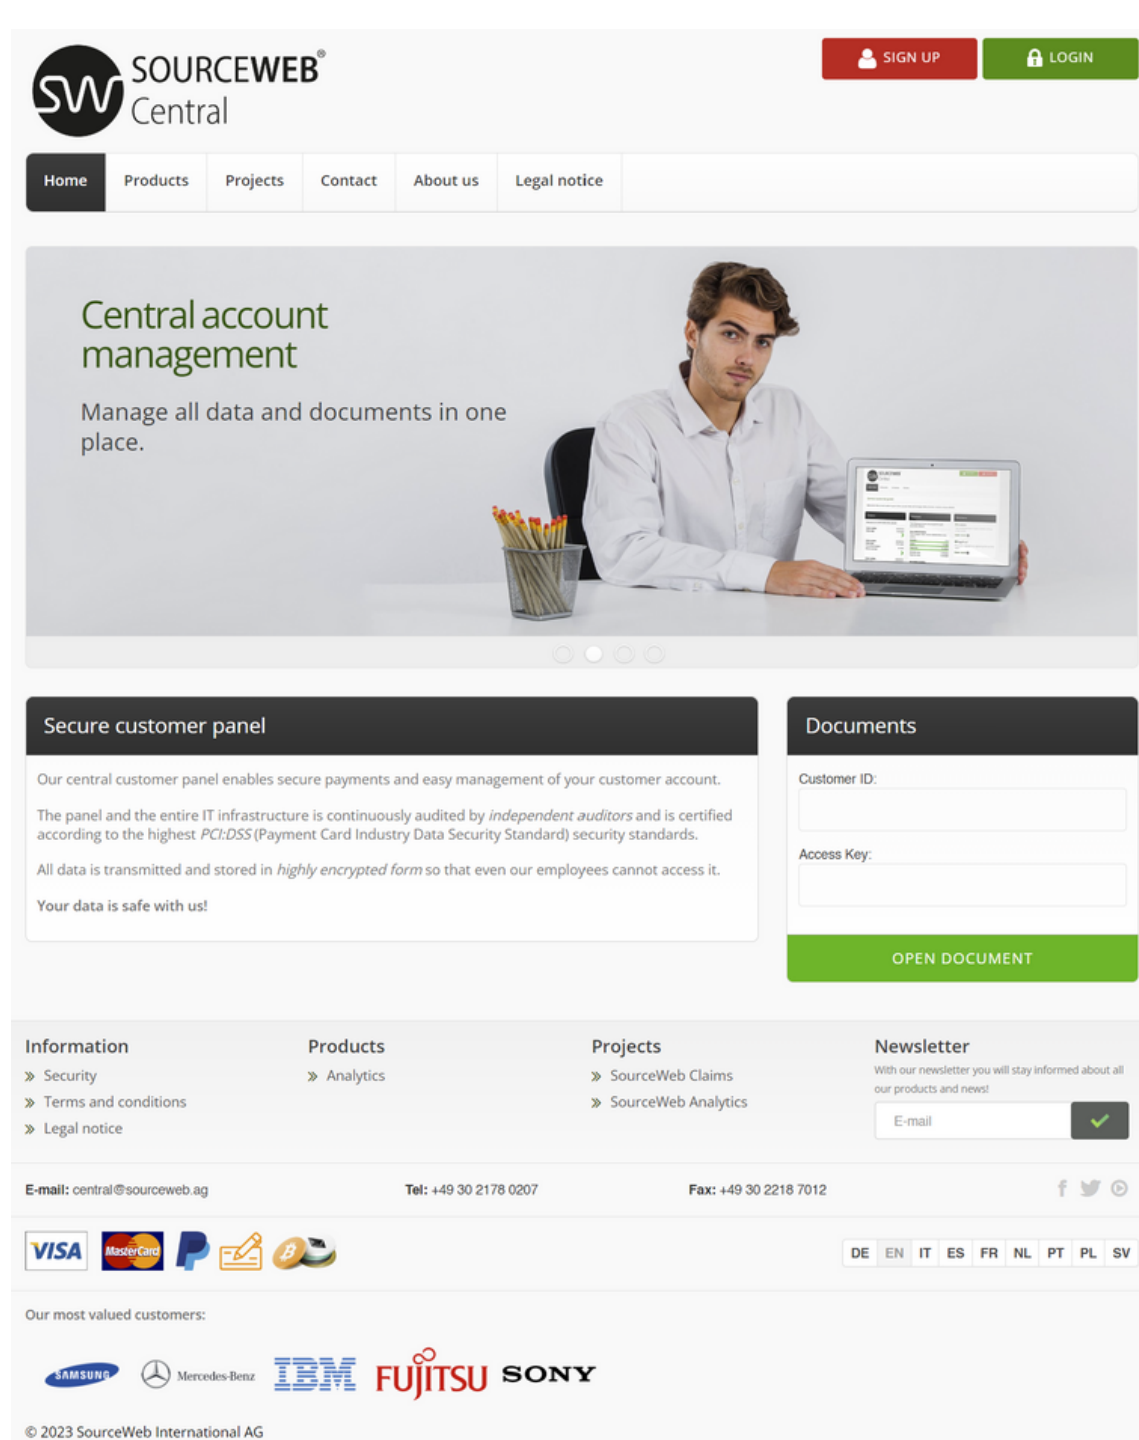 SW
SOURCEWEB®
Central
SIGN UP
LOGIN
Home
Products
Projects
Contact
About us
Legal notice
Central account
management
Manage all data and documents in one
place.
Secure customer panel
Our central customer panel enables secure payments and easy management of your customer account.
The panel and the entire IT infrastructure is continuously audited by independent auditors and is certified
according to the highest PCI:DSS (Payment Card Industry Data Security Standard) security standards.
All data is transmitted and stored in highly encrypted form so that even our employees cannot access it.
Your data is safe with us!
Documents
Customer ID:
Access Key:
OPEN DOCUMENT
Information
» Security
» Terms and conditions
» Legal notice
Products
» Analytics
Projects
» SourceWeb Claims
» SourceWeb Analytics
Newsletter
With our newsletter you will stay informed about all
our products and news!
E-mail
E-mail: central@sourceweb.ag
Tel: +49 30 2178 0207
Fax: +49 30 2218 7012
VISA
MasterCard
DE EN IT ES FR NL PT PL SV
Our most valued customers:
SAMSUNG
Mercedes-Benz
IBM
FUJITSU
SONY
© 2023 SourceWeb International AG